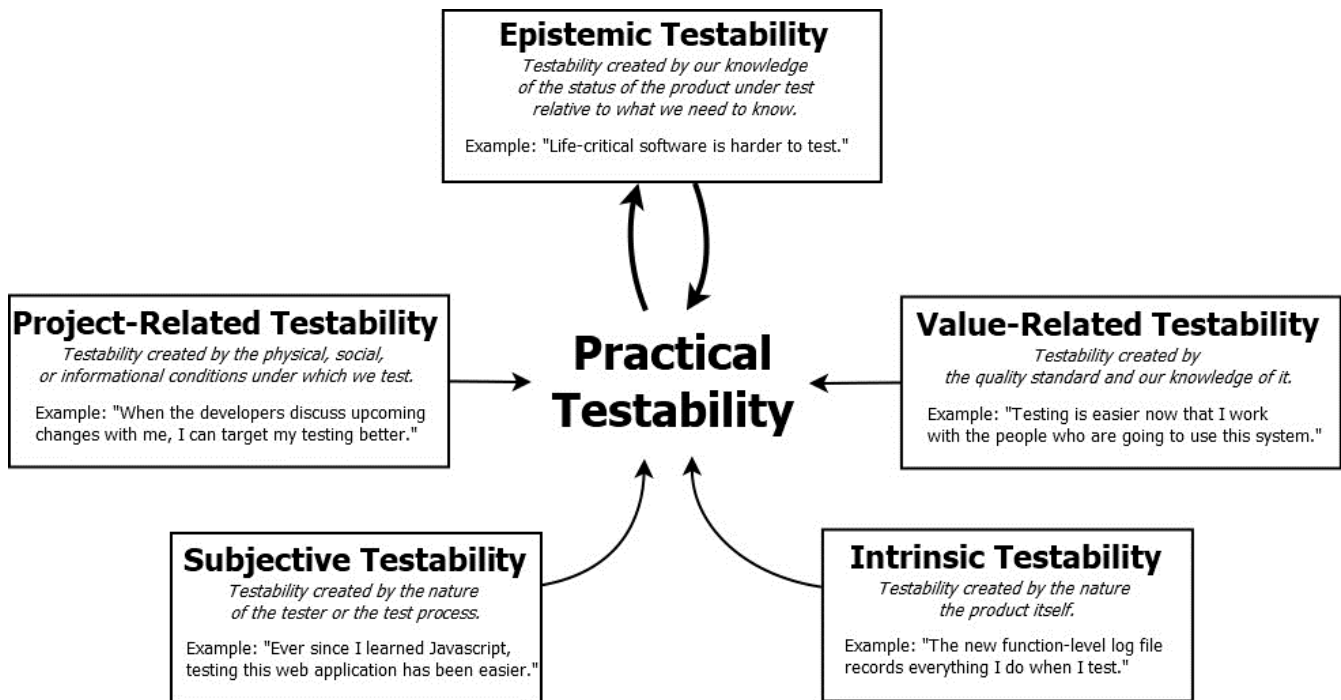 Epistemic Testability
Testability created by our knowledge
of the status of the product under test
relative to what we need to know.
Example: "Life-critical software is harder to test."
Project-Related Testability
Testability created by the physical, social,
or informational conditions under which we test.
Example: "When the developers discuss upcoming
changes with me, I can target my testing better."
Practical
Testability
Value-Related Testability
Testability created by
the quality standard and our knowledge of it.
Example: "Testing is easier now that I work
with the people who are going to use this system."
Subjective Testability
Testability created by the nature
of the tester or the test process.
Example: "Ever since I learned Javascript,
testing this web application has been easier."
Intrinsic Testability
Testability created by the nature
the product itself.
Example: "The new function-level log file
records everything I do when I test."